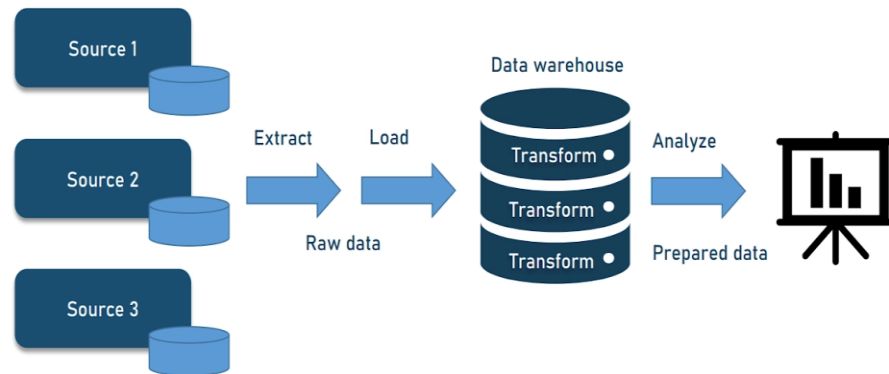 Source 1
Source 2
Source 3
Extract
Load
Raw data
Data warehouse
Transform
Transform
Transform
Analyze
Prepared data